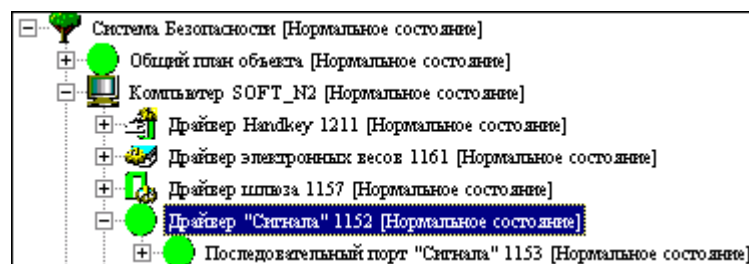 Система Безопасности [Нормальное состояние]
Общий план объекта [Нормальное состояние]
Компьютер SOFT_N2 [Нормальное состояние]
Драйвер Handkey 1211 [Нормальное состояние]
Драйвер электронных весов 1161 [Нормальное состояние]
Драйвер шлюза 1157 [Нормальное состояние]
Драйвер "Сигнала" 1152 [Нормальное состояние]
Последовательный порт "Сигнала" 1153 [Нормальное состояние]